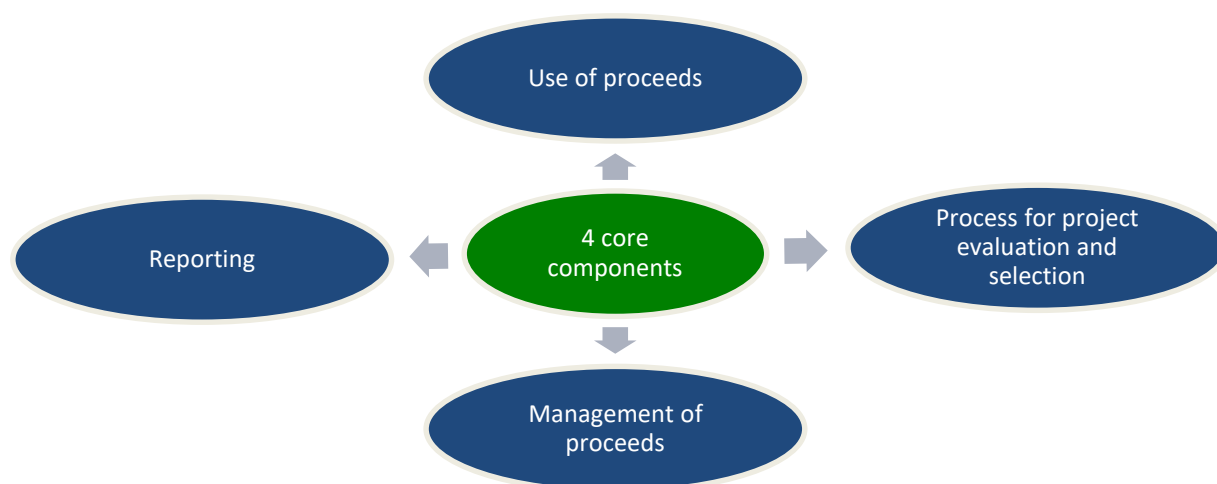 Use of proceeds
Reporting
4 core
components
Process for project
evaluation and
selection
Management of
proceeds